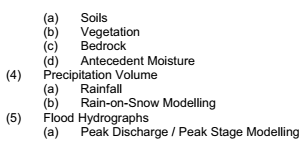 (a) Soils
(b) Vegetation
(c) Bedrock
(d) Antecedent Moisture
(4) Precipitation Volume
(a) Rainfall
(b) Rain-on-Snow Modelling
(5) Flood Hydrographs
(a) Peak Discharge / Peak Stage Modelling